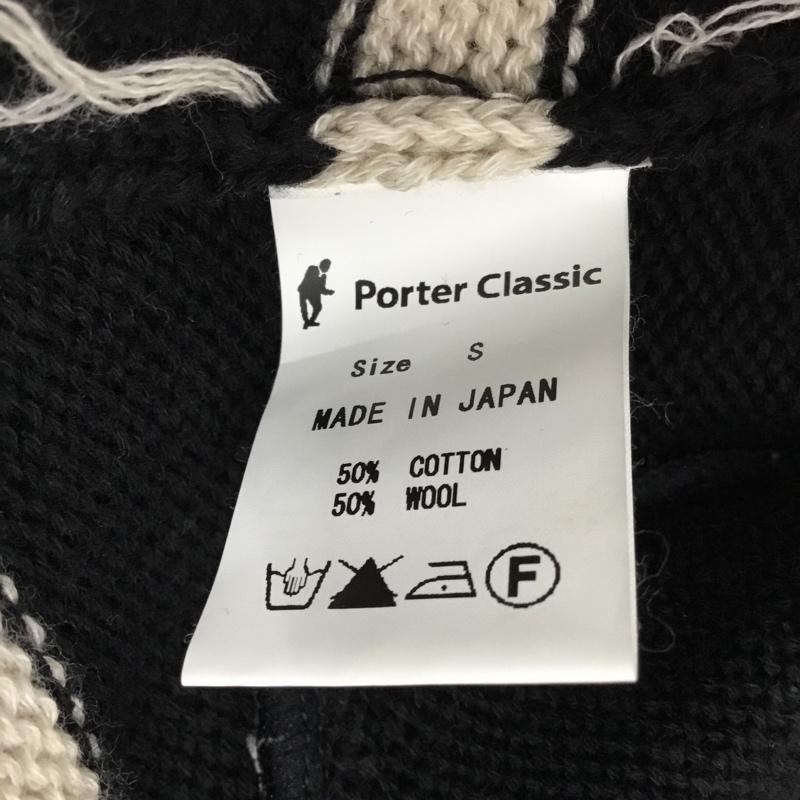 Porter Classic
Size S
MADE IN JAPAN
50% COTTON
50% WOOL
F